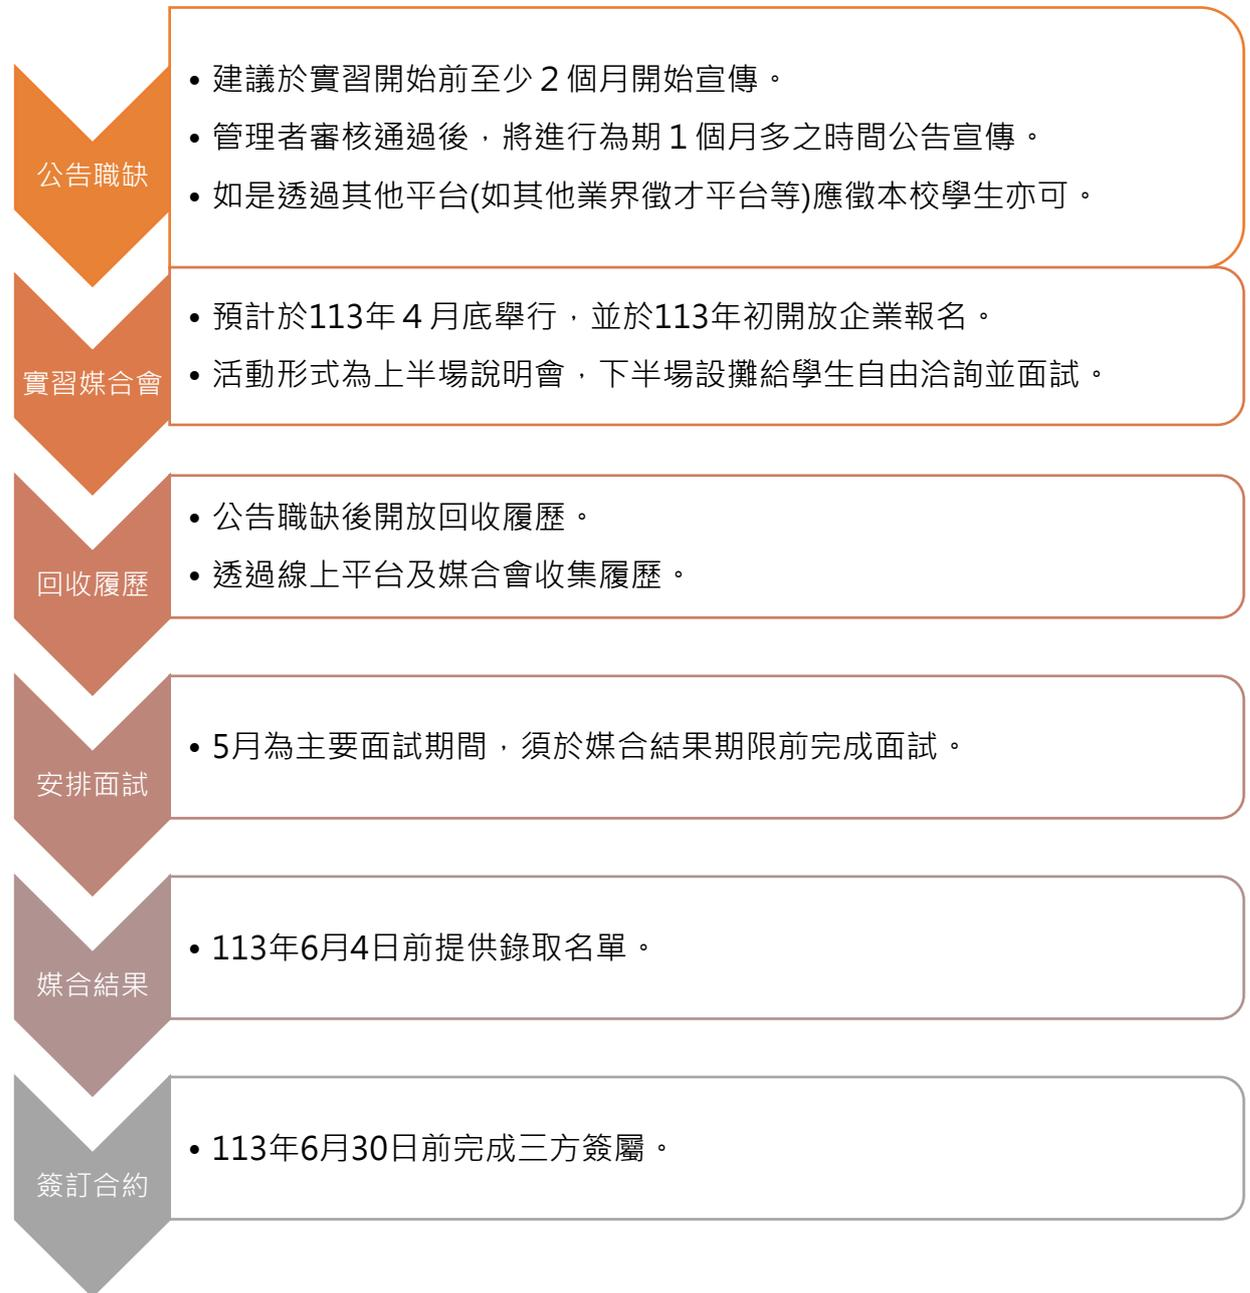 公告職缺
• 建議於實習開始前至少２個月開始宣傳。
• 管理者審核通過後，將進行為期１個月多之時間公告宣傳。
• 如是透過其他平台(如其他業界徵才平台等)應徵本校學生亦可。
實習媒合會
• 預計於113年４月底舉行，並於113年初開放企業報名。
• 活動形式為上半場說明會，下半場設攤給學生自由洽詢並面試。
回收履歷
• 公告職缺後開放回收履歷。
• 透過線上平台及媒合會收集履歷。
安排面試
• 5月為主要面試期間，須於媒合結果期限前完成面試。
媒合結果
• 113年6月4日前提供錄取名單。
簽訂合約
• 113年6月30日前完成三方簽屬。